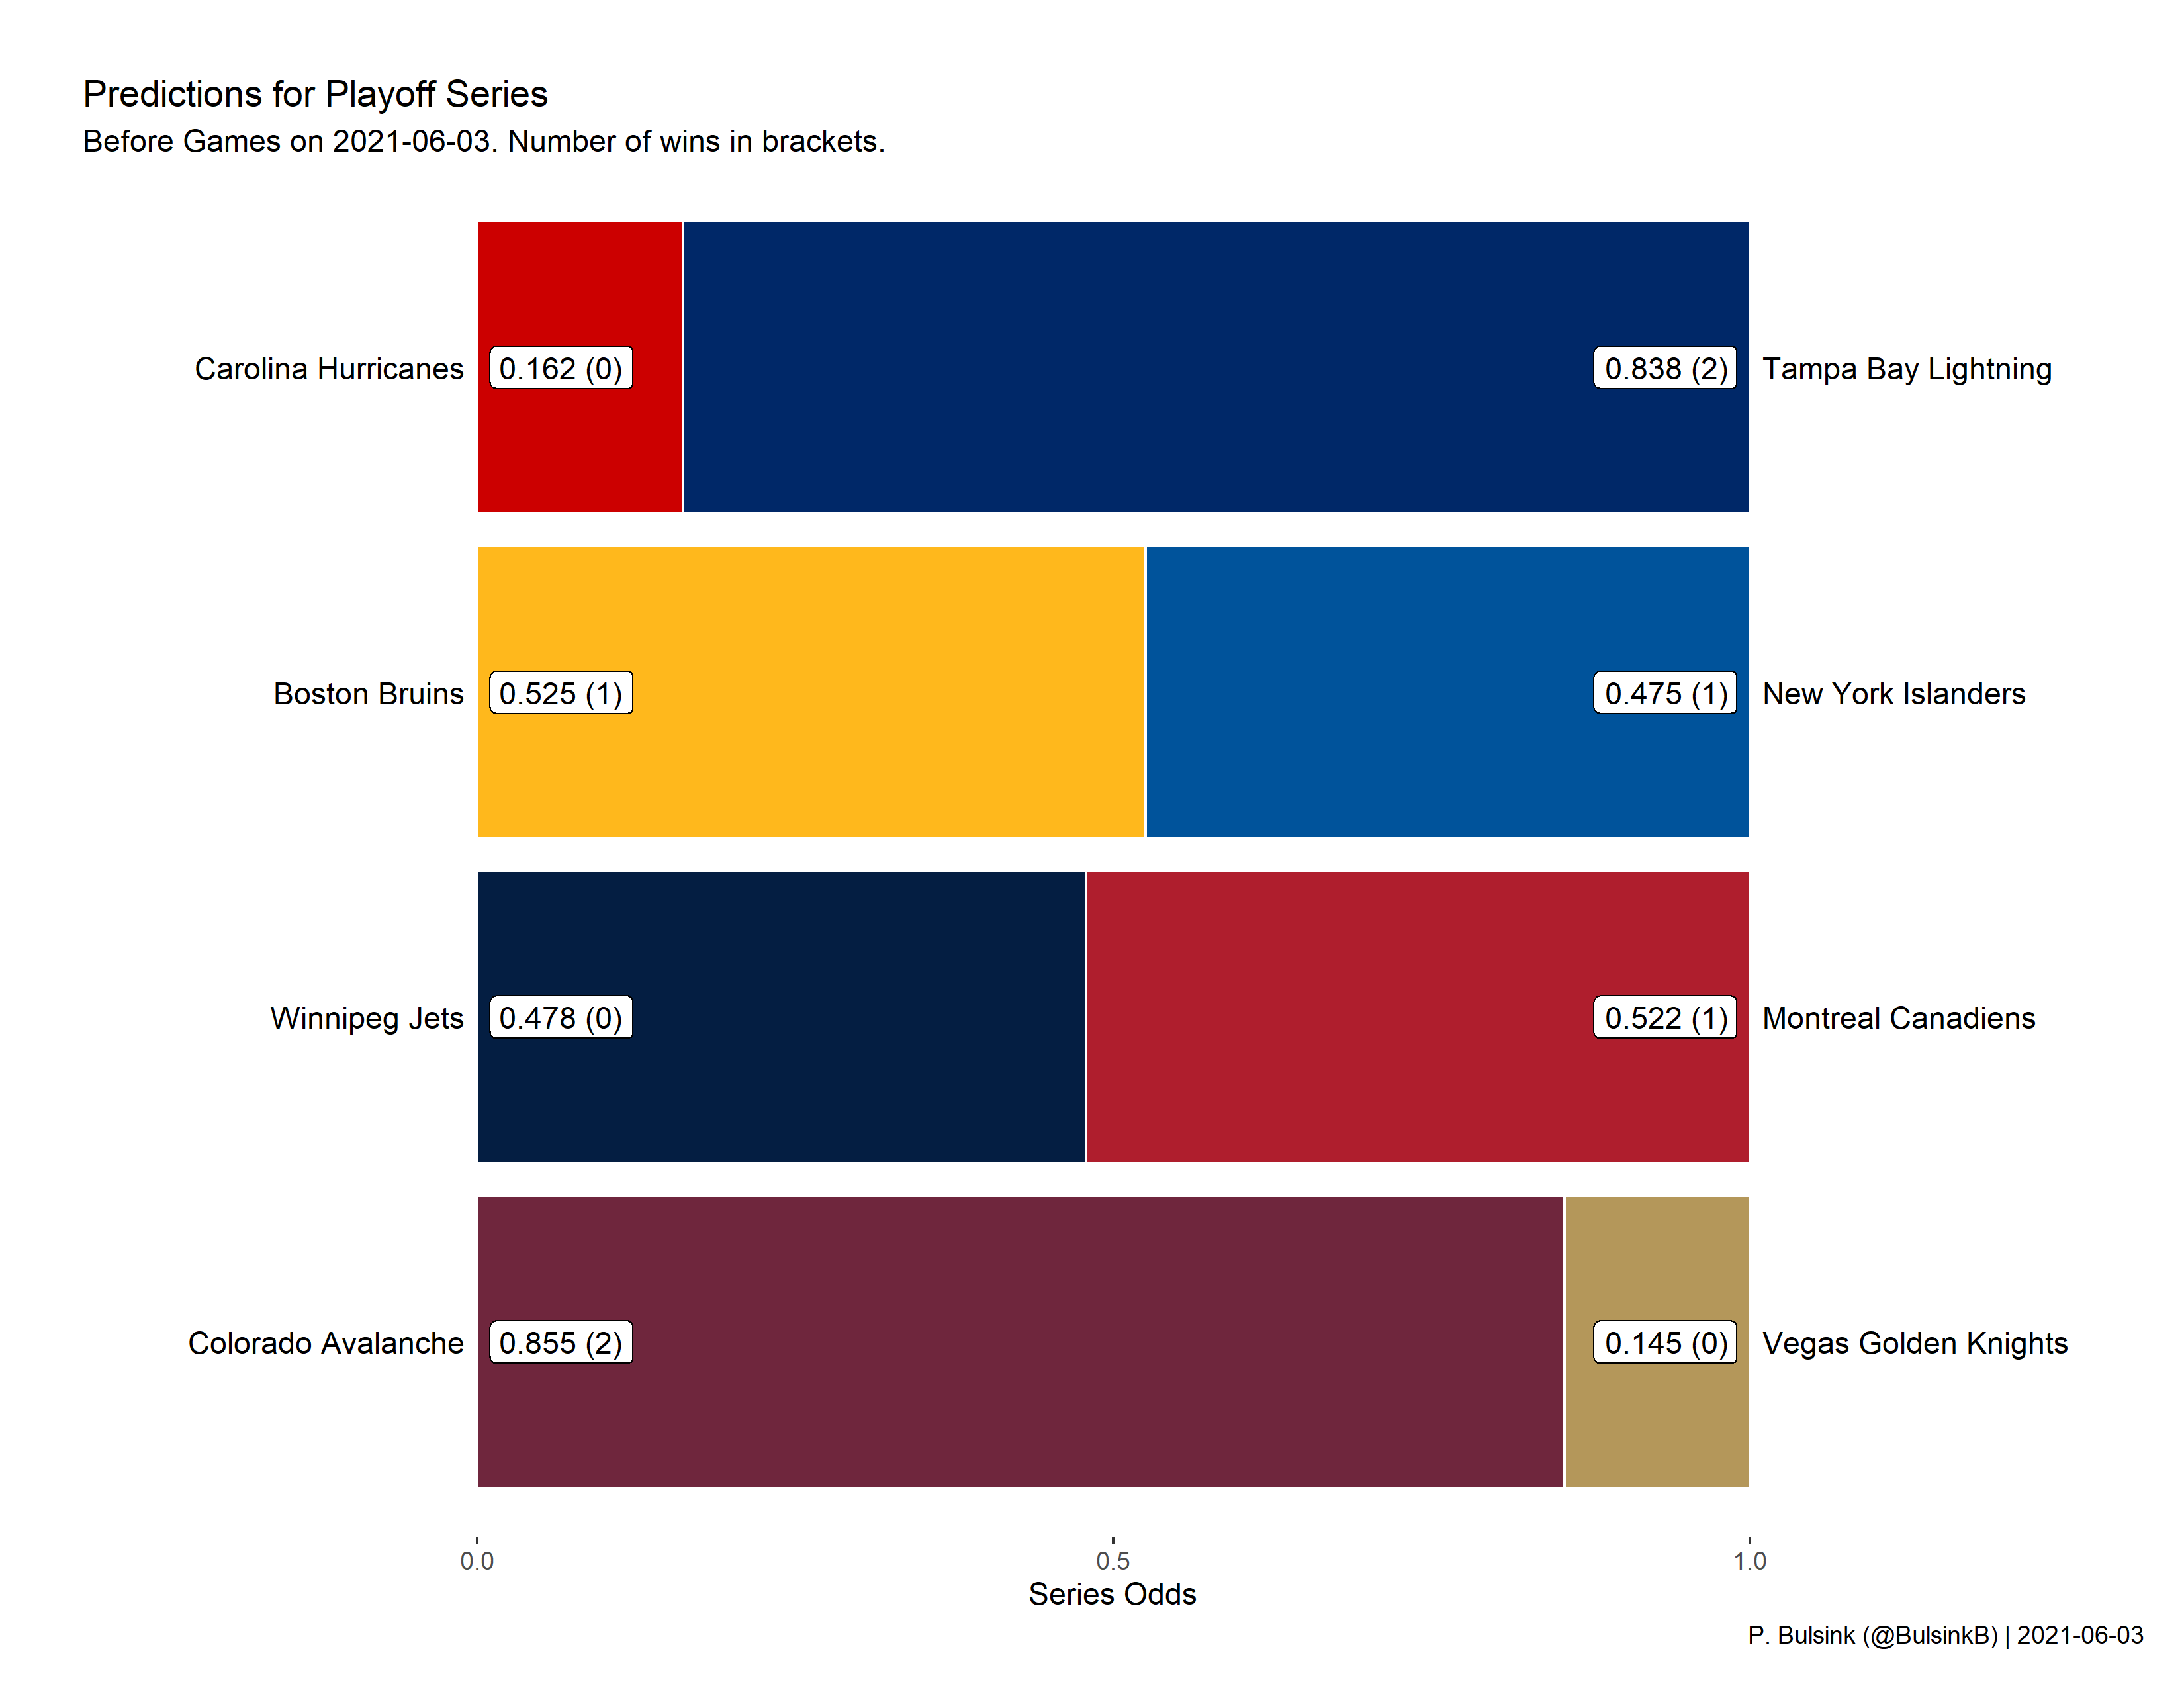 Predictions for Playoff Series
Before Games on 2021-06-03. Number of wins in brackets.
Carolina Hurricanes 0.162 (0) 0.838 (2) Tampa Bay Lightning
Boston Bruins 0.525 (1) 0.475 (1) New York Islanders
Winnipeg Jets 0.478 (0) 0.522 (1) Montreal Canadiens
Colorado Avalanche 0.855 (2) 0.145 (0) Vegas Golden Knights
0.0 0.5 1.0
Series Odds
P. Bulsink (@BulsinkB) | 2021-06-03